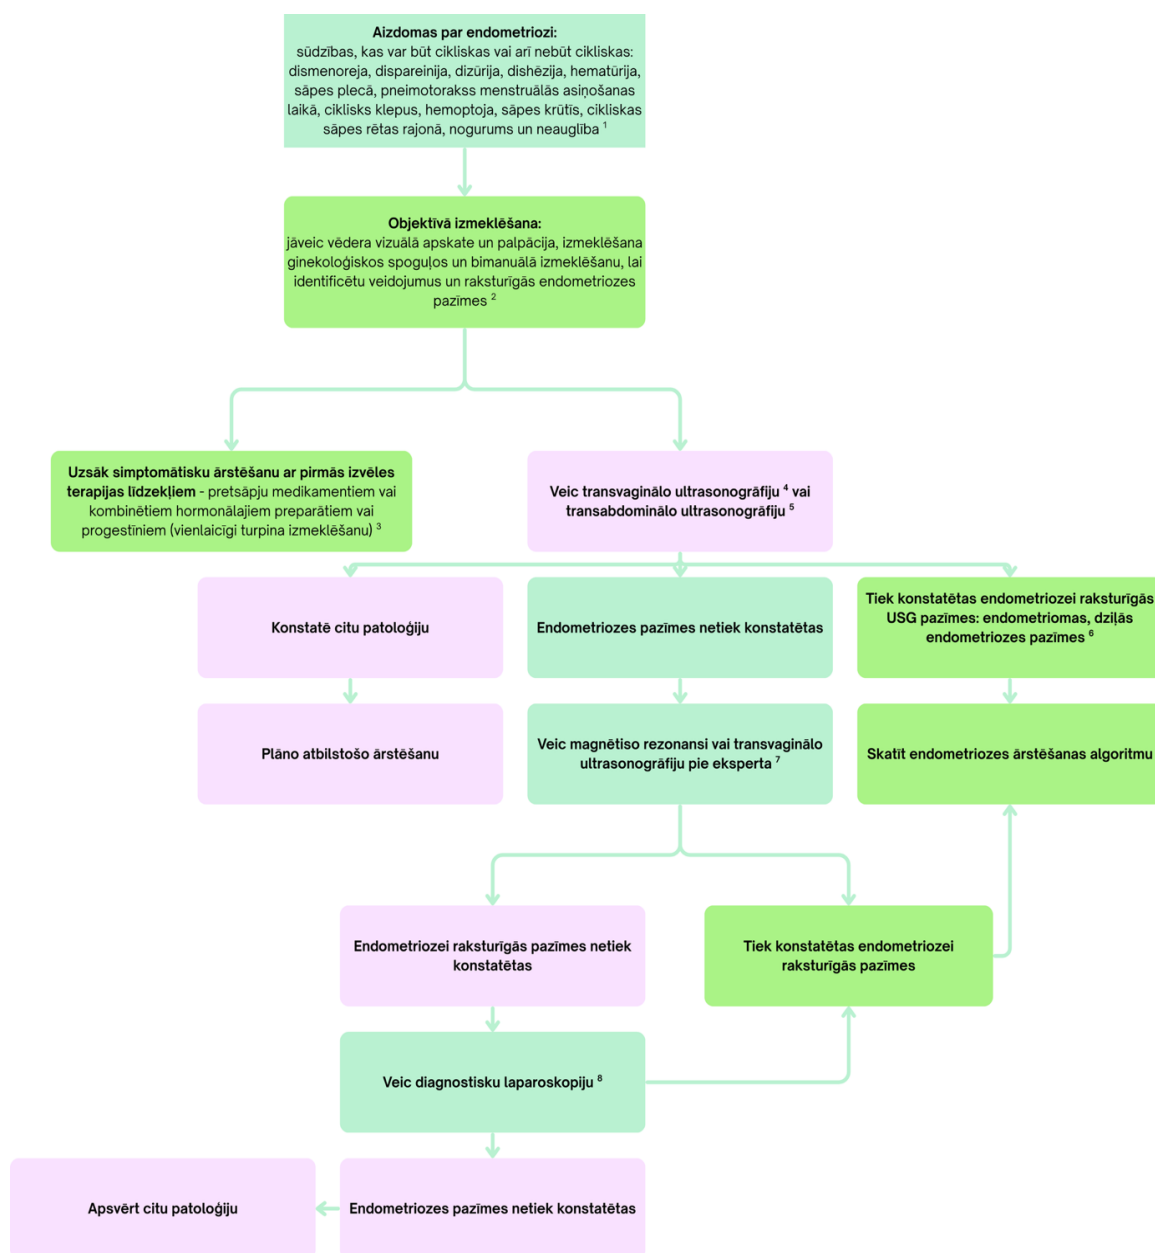 Aizdomas par endometriozi:
sūdzības, kas var būt cikliskas vai arī nebūt cikliskas:
dismenoreja, dispareinija, dizūrija, dishēzija, hematūrija,
sāpes plecā, pneimotorakss menstruālās asiņošanas
laikā, ciklisks klepus, hemoptoja, sāpes krūtīs, cikliskas
sāpes rētas rajonā, nogurums un neauglība ¹
Objektīvā izmeklēšana:
jāveic vēdera vizuālā apskate un palpācija, izmeklēšana
ginekoloģiskos spoguļos un bimanuālā izmeklēšanu, lai
identificētu veidojumus un raksturīgās endometriozes
pazīmes ²
Uzsāk simptomātisku ārstēšanu ar pirmās izvēles
terapijas līdzekļiem - pretsāpju medikamentiem vai
kombinētiem hormonālajiem preparātiem vai
progestīniem (vienlaicīgi turpina izmeklēšanu) ³
Veic transvaginālo ultrasonogrāfiju ⁴ vai
transabdominālo ultrasonogrāfiju ⁵
Konstatē citu patoloģiju
Endometriozes pazīmes netiek konstatētas
Tiek konstatētas endometriozei raksturīgās
USG pazīmes: endometriomas, dziļās
endometriozes pazīmes ⁶
Plāno atbilstošo ārstēšanu
Veic magnētiso rezonansi vai transvaginālo
ultrasonogrāfiju pie eksperta ⁷
Skatīt endometriozes ārstēšanas algoritmu
Endometriozei raksturīgās pazīmes netiek
konstatētas
Tiek konstatētas endometriozei
raksturīgās pazīmes
Veic diagnostisku laparoskopiju ⁸
Apsvērt citu patoloģiju
Endometriozes pazīmes netiek konstatētas